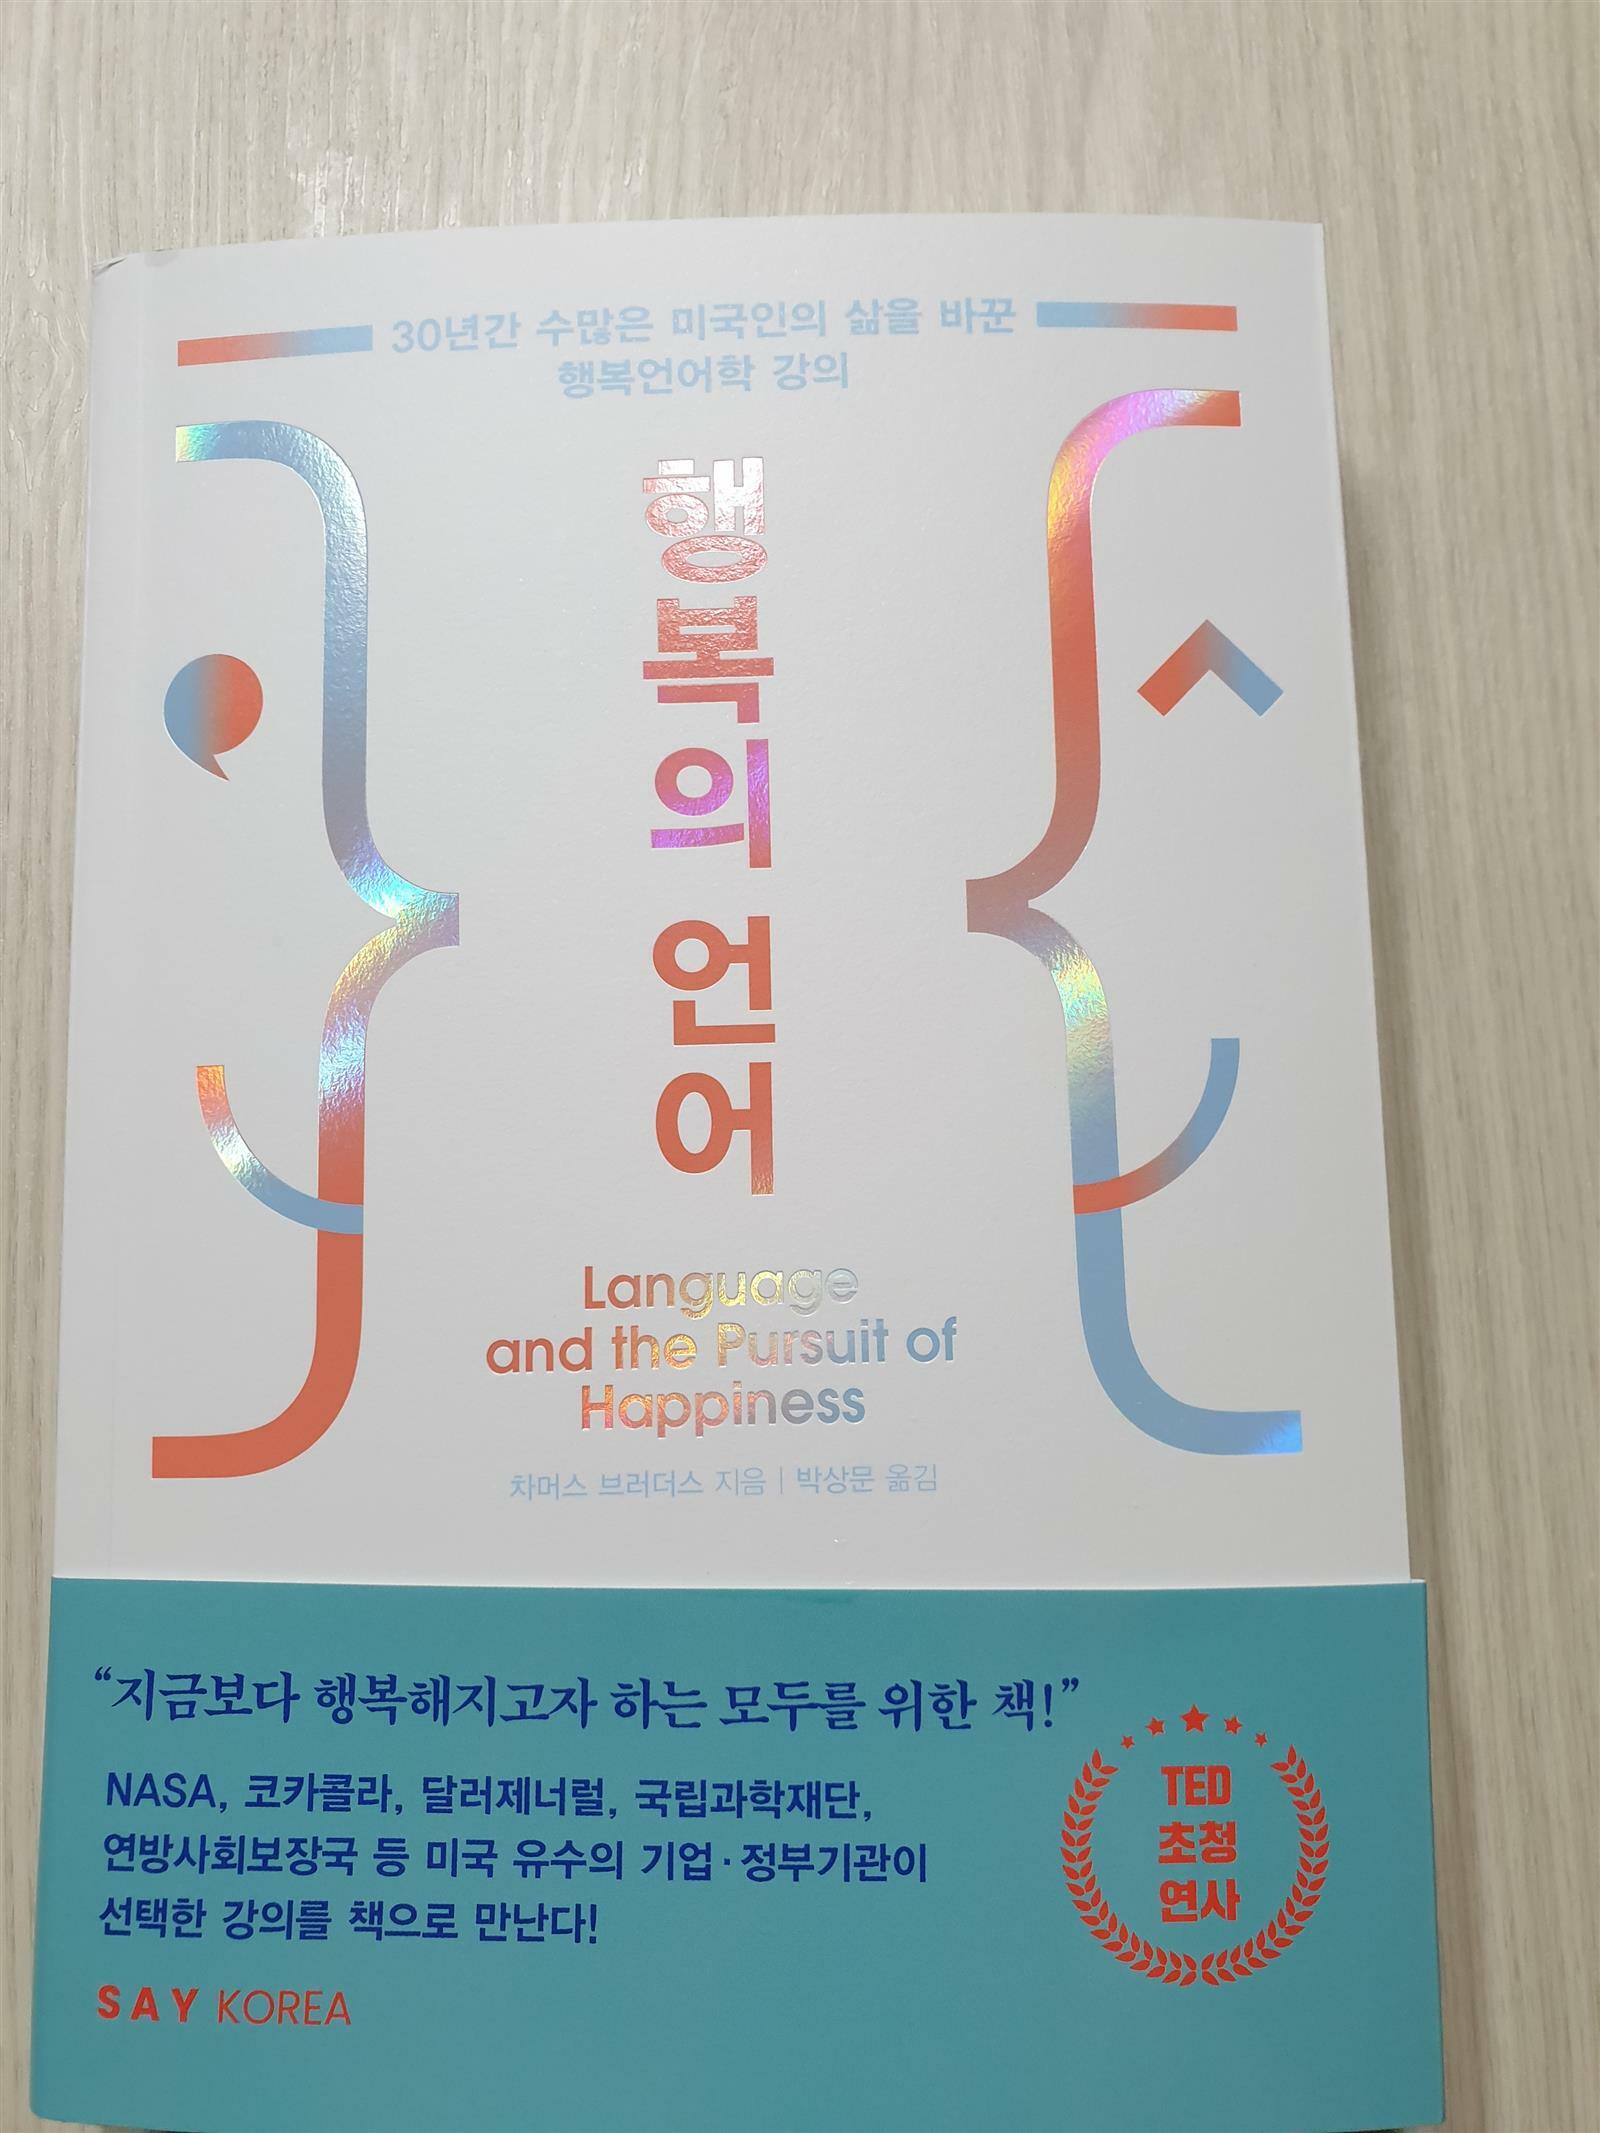 30년간 수많은 미국인의 삶을 바꾼
행복언어학 강의
행복의 언어
Language
and the Pursuit of
Happiness
차머스 브러더스 지음 | 박상문 옮김
“지금보다 행복해지고자 하는 모두를 위한 책!”
NASA, 코카콜라, 달러제너럴, 국립과학재단,
연방사회보장국 등 미국 유수의 기업·정부기관이
선택한 강의를 책으로 만난다!
TED
초청
연사
SAY KOREA